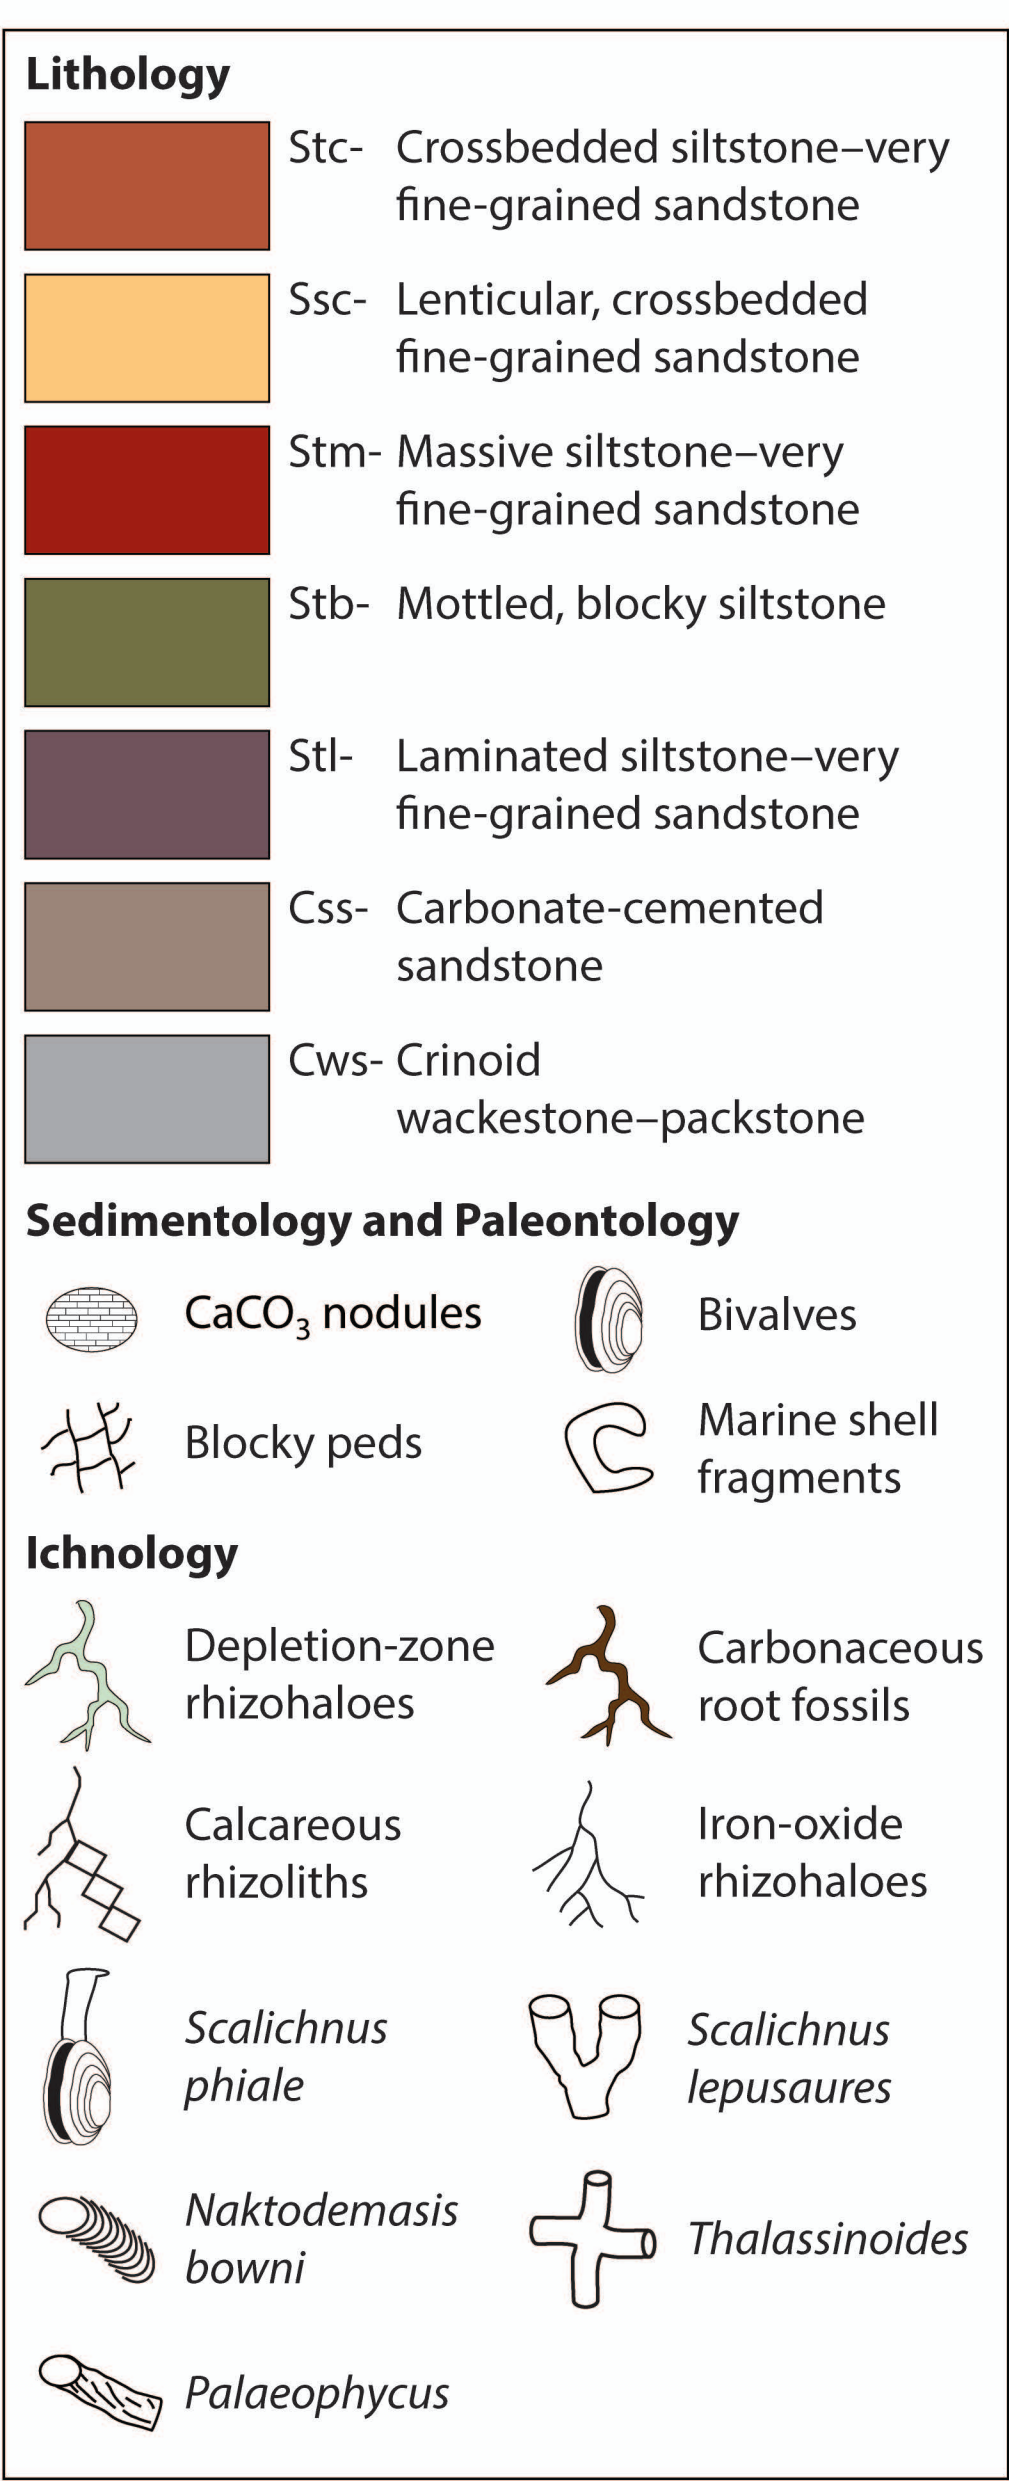 Lithology
Stc- Crossbedded siltstone–very
fine-grained sandstone
Ssc- Lenticular, crossbedded
fine-grained sandstone
Stm- Massive siltstone–very
fine-grained sandstone
Stb- Mottled, blocky siltstone
Stl- Laminated siltstone–very
fine-grained sandstone
Css- Carbonate-cemented
sandstone
Cws- Crinoid
wackestone–packstone
Sedimentology and Paleontology
CaCO₃ nodules
Bivalves
Blocky peds
Marine shell
fragments
Ichnology
Depletion-zone
rhizohaloes
Carbonaceous
root fossils
Calcareous
rhizoliths
Iron-oxide
rhizohaloes
Scalichnus
phiale
Scalichnus
lepusaures
Naktodemasis
bowni
Thalassinoides
Palaeophycus